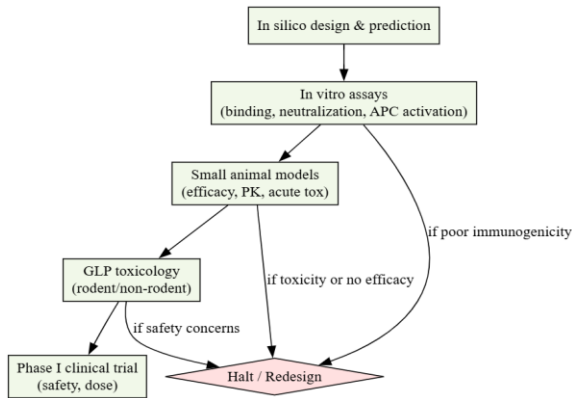 In silico design & prediction
In vitro assays
(binding, neutralization, APC activation)
Small animal models
(efficacy, PK, acute tox)
if poor immunogenicity
GLP toxicology
(rodent/non-rodent)
if toxicity or no efficacy
if safety concerns
Phase I clinical trial
(safety, dose)
Halt / Redesign